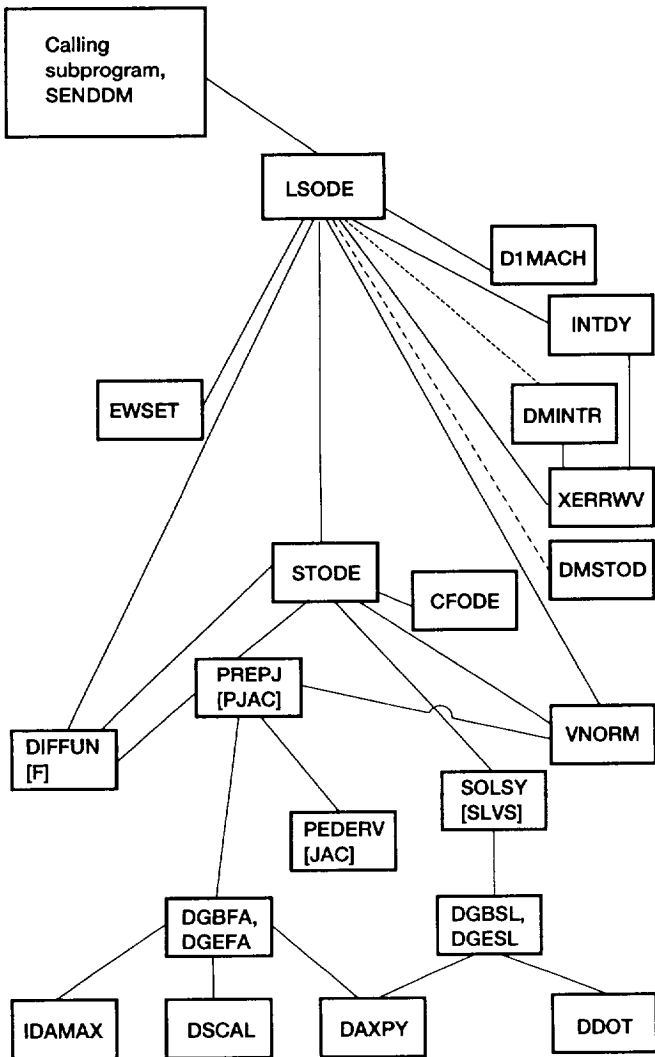 Calling
subprogram,
SENDDM
LSODE
D1MACH
INTDY
EWSET
DMINTR
XERRWV
STODE
DMSTOD
CFODE
PREPJ
[PJAC]
DIFFUN
[F]
VNORM
SOLSY
[SLVS]
PEDERV
[JAC]
DGBFA,
DGEFA
DGBSL,
DGESL
IDAMAX
DSCAL
DAXPY
DDOT